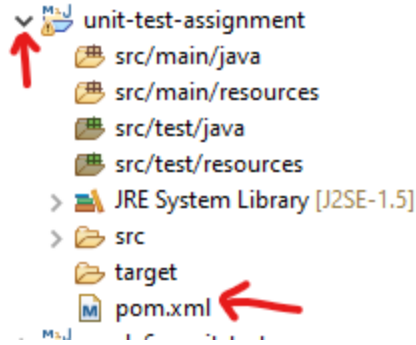 unit-test-assignment
src/main/java
src/main/resources
src/test/java
src/test/resources
JRE System Library [J2SE-1.5]
src
target
pom.xml